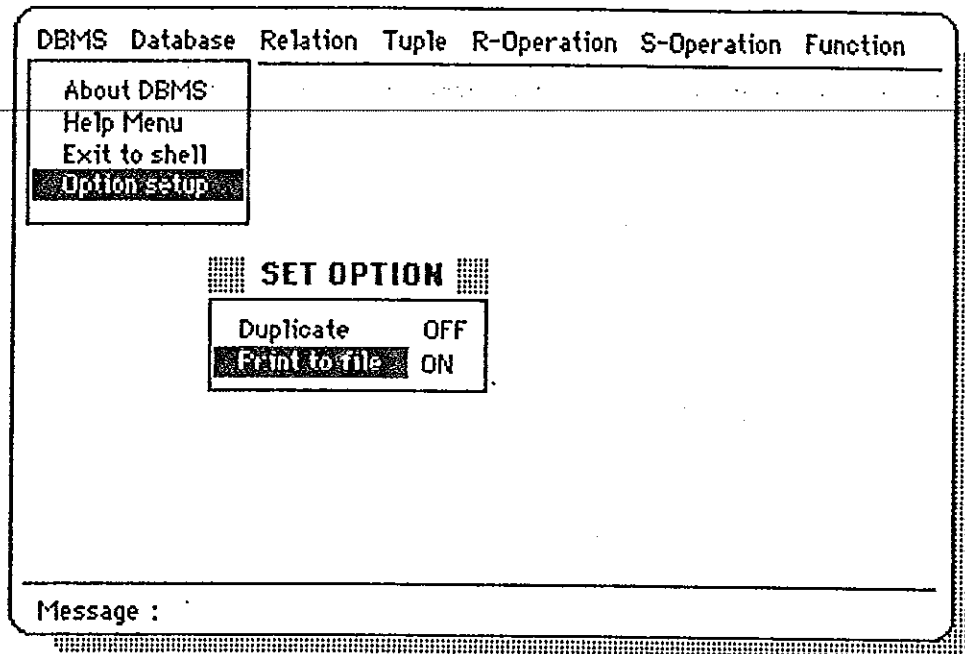 DBMS Database Relation Tuple R-Operation S-Operation Function
About DBMS
Help Menu
Exit to shell
Option setup
SET OPTION
Duplicate OFF
Print to file ON
Message :